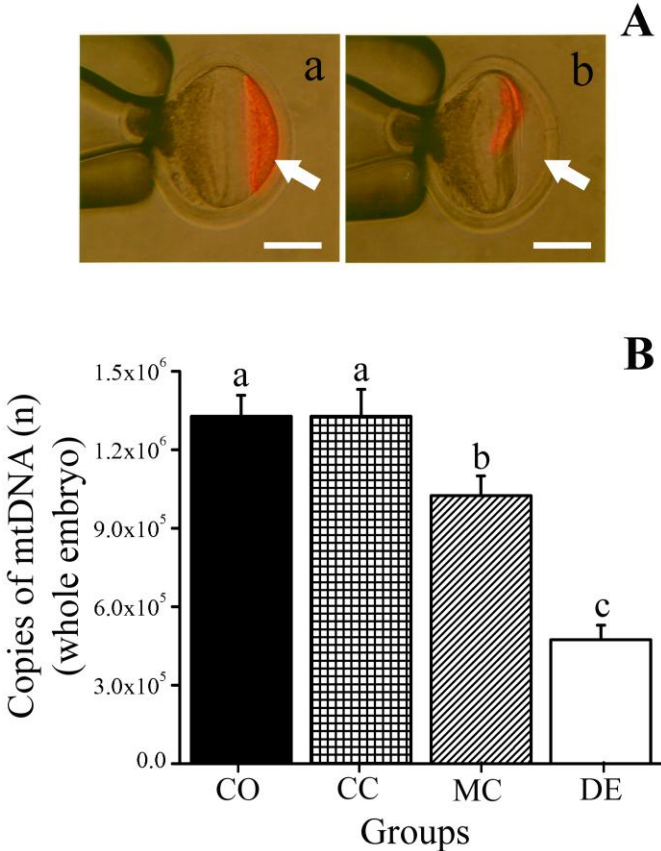 A
a
b
B
Copies of mtDNA (n)
(whole embryo)
1.5x10⁶
1.2x10⁶
9.0x10⁵
6.0x10⁵
3.0x10⁵
0.0
a
a
b
c
CO
CC
MC
DE
Groups